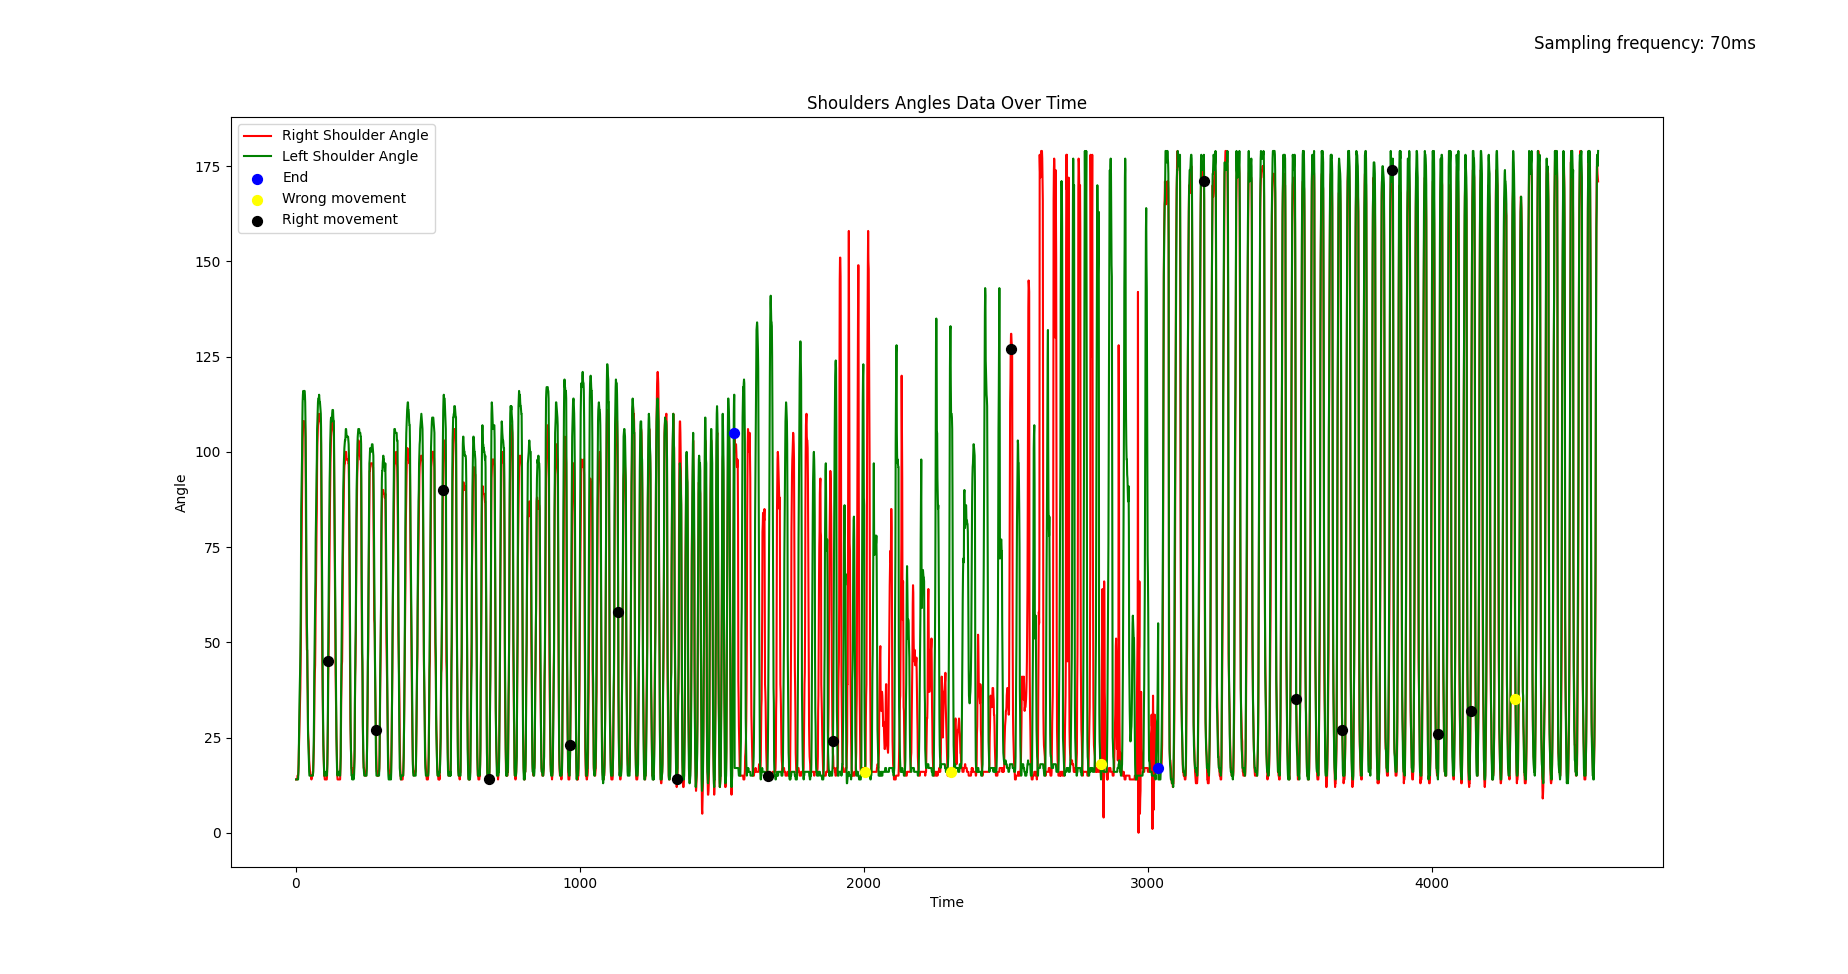 Sampling frequency: 70ms
Shoulders Angles Data Over Time
Right Shoulder Angle
Left Shoulder Angle
End
Wrong movement
Right movement
175
150
125
100
75
50
25
0
Angle
0 1000 2000 3000 4000
Time